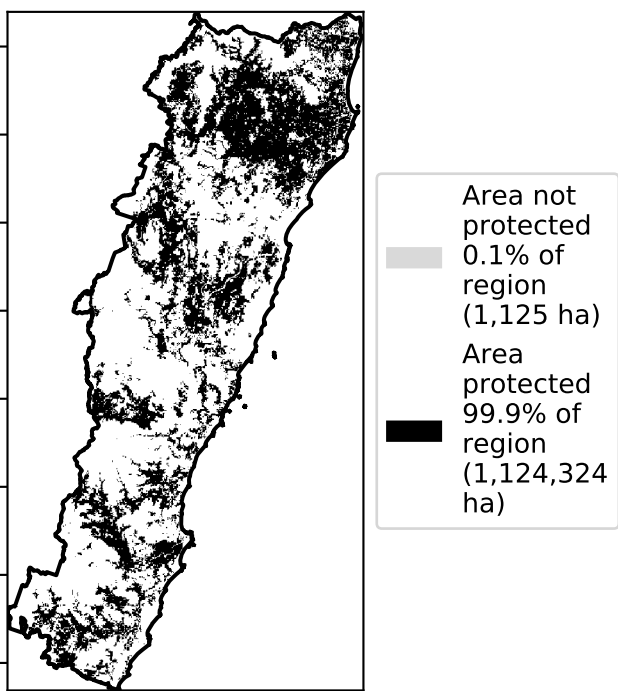 Area not
protected
0.1% of
region
(1,125 ha)
Area
protected
99.9% of
region
(1,124,324
ha)